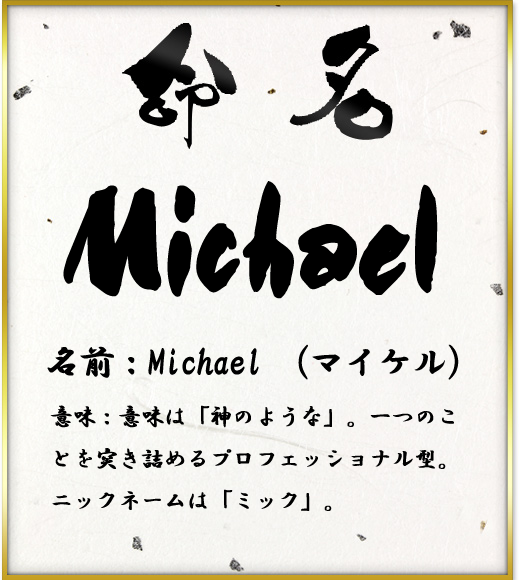 命名
Michael
名前：Michael （マイケル）
意味：意味は「神のような」。一つのこ
とを突き詰めるプロフェッショナル型。
ニックネームは「ミック」。